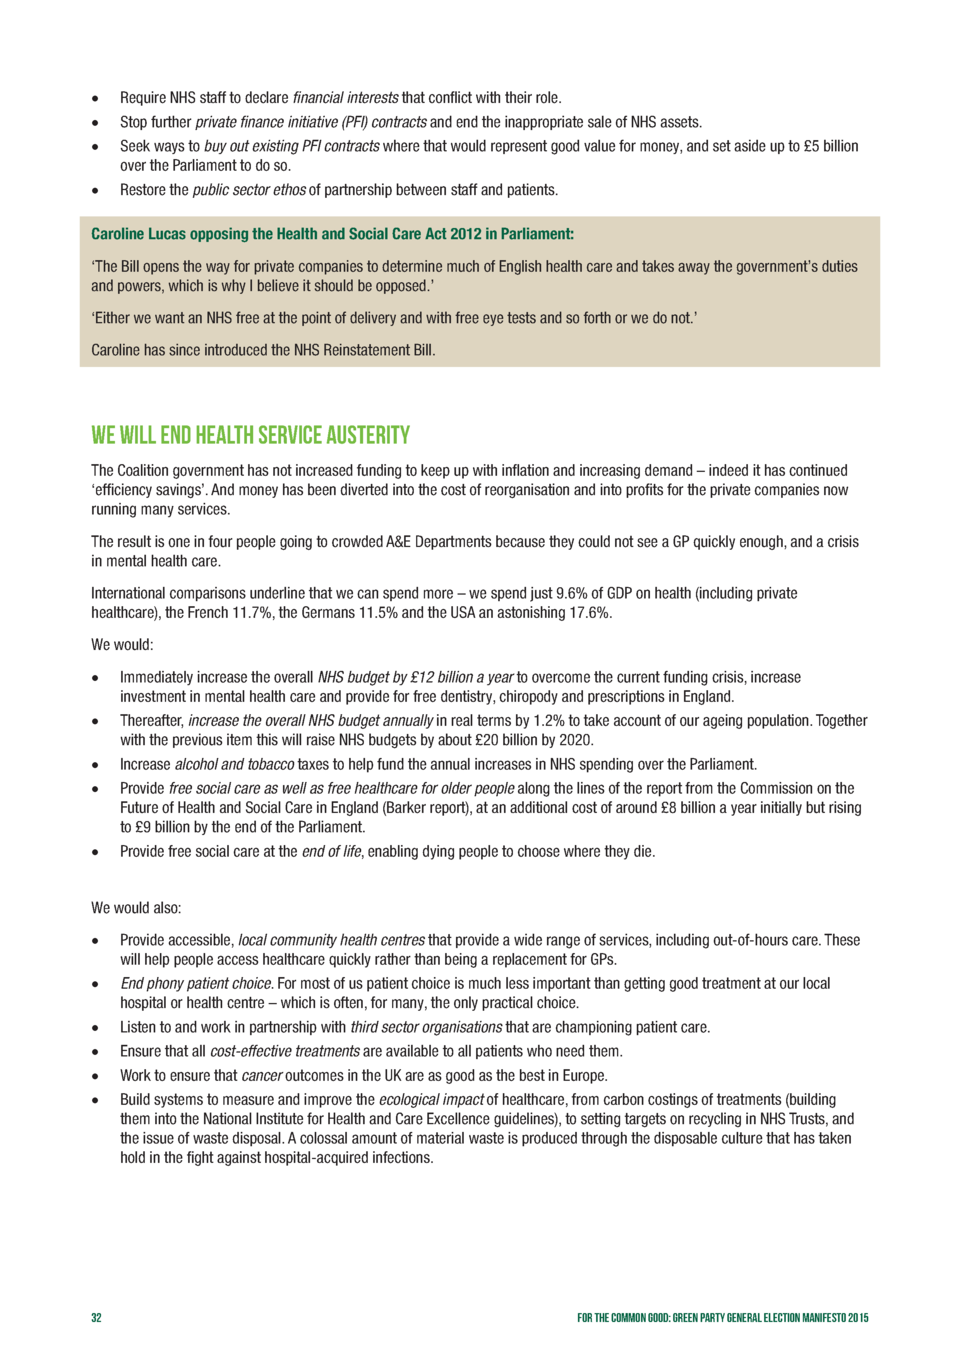 • Require NHS staff to declare financial interests that conflict with their role.
• Stop further private finance initiative (PFI) contracts and end the inappropriate sale of NHS assets.
• Seek ways to buy out existing PFI contracts where that would represent good value for money, and set aside up to £5 billion
over the Parliament to do so.
• Restore the public sector ethos of partnership between staff and patients.
Caroline Lucas opposing the Health and Social Care Act 2012 in Parliament:
‘The Bill opens the way for private companies to determine much of English health care and takes away the government’s duties
and powers, which is why I believe it should be opposed.’
‘Either we want an NHS free at the point of delivery and with free eye tests and so forth or we do not.’
Caroline has since introduced the NHS Reinstatement Bill.
WE WILL END HEALTH SERVICE AUSTERITY
The Coalition government has not increased funding to keep up with inflation and increasing demand – indeed it has continued
‘efficiency savings’. And money has been diverted into the cost of reorganisation and into profits for the private companies now
running many services.
The result is one in four people going to crowded A&E Departments because they could not see a GP quickly enough, and a crisis
in mental health care.
International comparisons underline that we can spend more – we spend just 9.6% of GDP on health (including private
healthcare), the French 11.7%, the Germans 11.5% and the USA an astonishing 17.6%.
We would:
• Immediately increase the overall NHS budget by £12 billion a year to overcome the current funding crisis, increase
investment in mental health care and provide for free dentistry, chiropody and prescriptions in England.
• Thereafter, increase the overall NHS budget annually in real terms by 1.2% to take account of our ageing population. Together
with the previous item this will raise NHS budgets by about £20 billion by 2020.
• Increase alcohol and tobacco taxes to help fund the annual increases in NHS spending over the Parliament.
• Provide free social care as well as free healthcare for older people along the lines of the report from the Commission on the
Future of Health and Social Care in England (Barker report), at an additional cost of around £8 billion a year initially but rising
to £9 billion by the end of the Parliament.
• Provide free social care at the end of life, enabling dying people to choose where they die.
We would also:
• Provide accessible, local community health centres that provide a wide range of services, including out-of-hours care. These
will help people access healthcare quickly rather than being a replacement for GPs.
• End phony patient choice. For most of us patient choice is much less important than getting good treatment at our local
hospital or health centre – which is often, for many, the only practical choice.
• Listen to and work in partnership with third sector organisations that are championing patient care.
• Ensure that all cost-effective treatments are available to all patients who need them.
• Work to ensure that cancer outcomes in the UK are as good as the best in Europe.
• Build systems to measure and improve the ecological impact of healthcare, from carbon costings of treatments (building
them into the National Institute for Health and Care Excellence guidelines), to setting targets on recycling in NHS Trusts, and
the issue of waste disposal. A colossal amount of material waste is produced through the disposable culture that has taken
hold in the fight against hospital-acquired infections.
32
FOR THE COMMON GOOD: GREEN PARTY GENERAL ELECTION MANIFESTO 2015